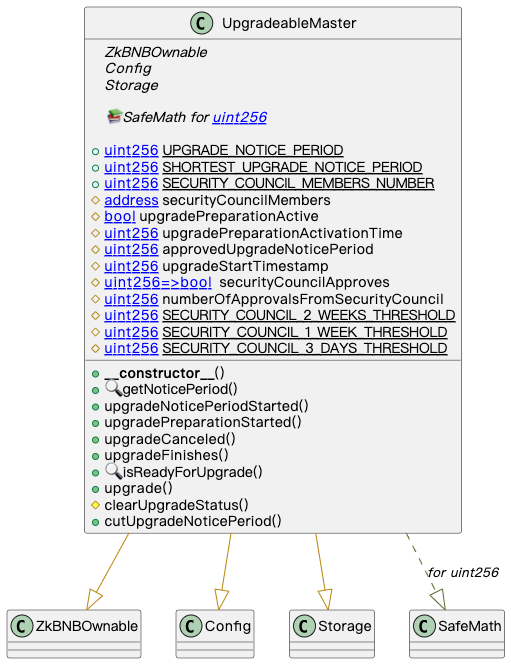 C UpgradeableMaster
ZkBNBOwnable
Config
Storage
SafeMath for uint256
uint256 UPGRADE_NOTICE_PERIOD
uint256 SHORTEST_UPGRADE_NOTICE_PERIOD
uint256 SECURITY_COUNCIL_MEMBERS_NUMBER
address securityCouncilMembers
bool upgradePreparationActive
uint256 upgradePreparationActivationTime
uint256 approvedUpgradeNoticePeriod
uint256 upgradeStartTimestamp
uint256=>bool securityCouncilApproves
uint256 numberOfApprovalsFromSecurityCouncil
uint256 SECURITY_COUNCIL_2_WEEKS_THRESHOLD
uint256 SECURITY_COUNCIL_1_WEEK_THRESHOLD
uint256 SECURITY_COUNCIL_3_DAYS_THRESHOLD
__constructor__()
getNoticePeriod()
upgradeNoticePeriodStarted()
upgradePreparationStarted()
upgradeCanceled()
upgradeFinishes()
isReadyForUpgrade()
upgrade()
clearUpgradeStatus()
cutUpgradeNoticePeriod()
for uint256
C ZkBNBOwnable
C Config
C Storage
C SafeMath